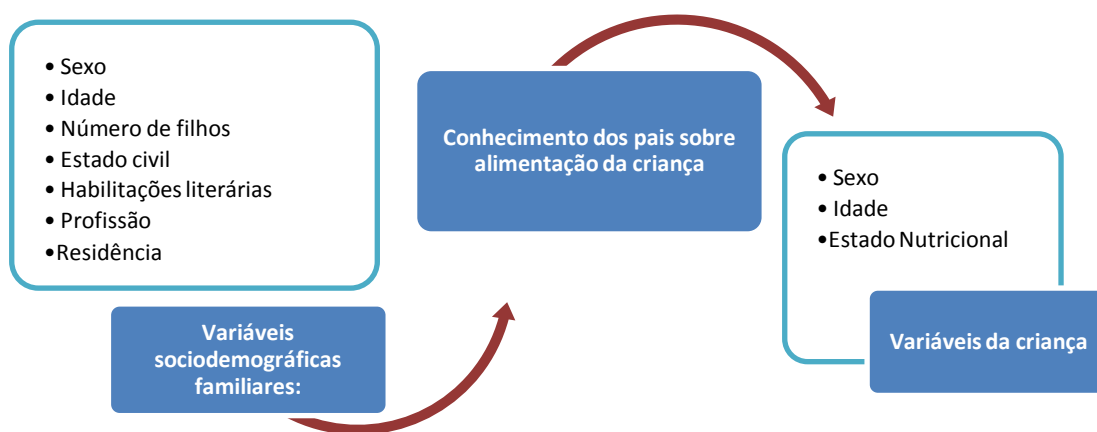 • Sexo
• Idade
• Número de filhos
• Estado civil
• Habilitações literárias
• Profissão
•Residência
Variáveis
sociodemográficas
familiares:
Conhecimento dos pais sobre
alimentação da criança
• Sexo
• Idade
•Estado Nutricional
Variáveis da criança